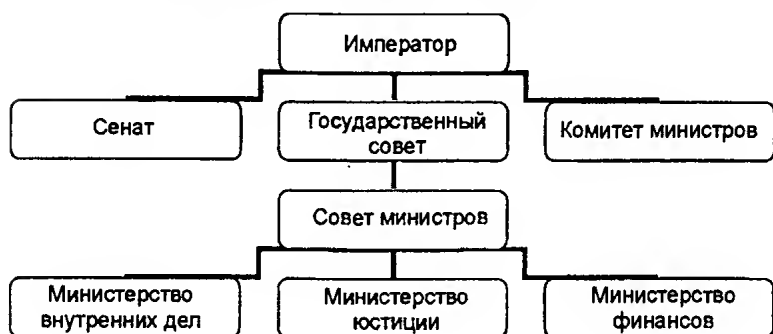 Император
Сенат
Государственный
совет
Комитет министров
Совет министров
Министерство
внутренних дел
Министерство
юстиции
Министерство
финансов